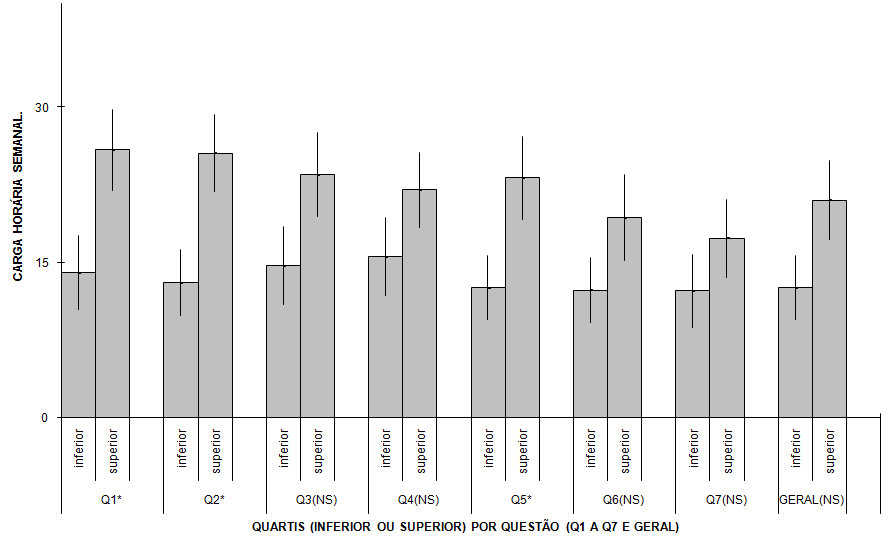 CARGA HORÁRIA SEMANAL.
30
15
0
inferior superior inferior superior inferior superior inferior superior inferior superior inferior superior inferior superior inferior superior
Q1* Q2* Q3(NS) Q4(NS) Q5* Q6(NS) Q7(NS) GERAL(NS)
QUARTIS (INFERIOR OU SUPERIOR) POR QUESTÃO (Q1 A Q7 E GERAL)